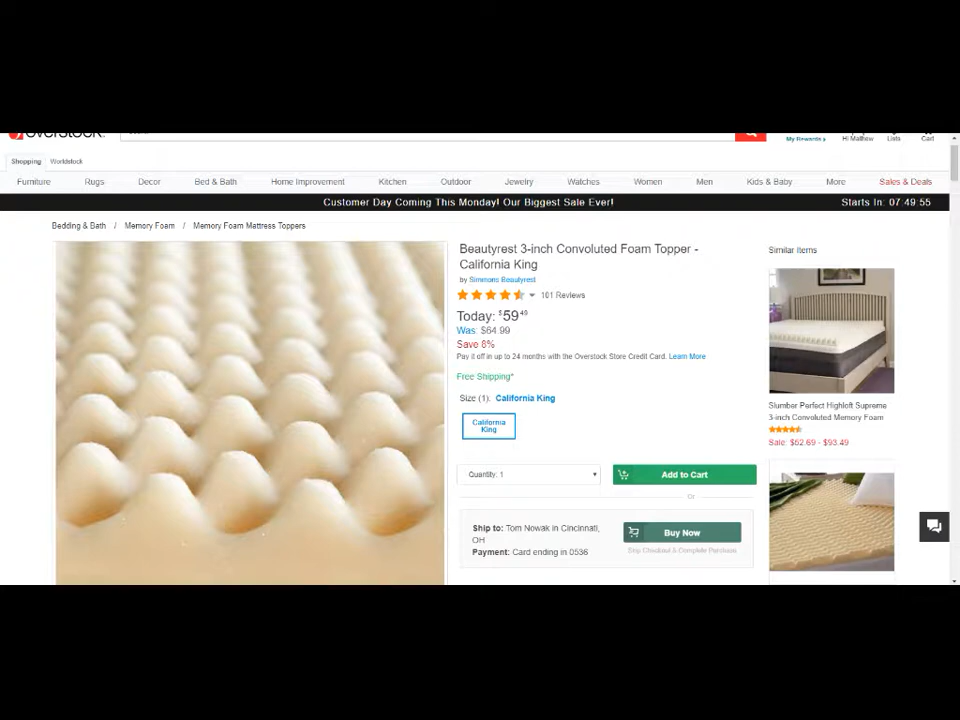 Overstock.
My Rewards
Hi Matthew
Lists
Cart
Shopping
Worldstock
Furniture
Rugs
Decor
Bed & Bath
Home Improvement
Kitchen
Outdoor
Jewelry
Watches
Women
Men
Kids & Baby
More
Sales & Deals
Customer Day Coming This Monday! Our Biggest Sale Ever!
Starts In: 07:49:55
Bedding & Bath / Memory Foam / Memory Foam Mattress Toppers
Beautyrest 3-inch Convoluted Foam Topper -
California King
by Simmons Beautyrest
101 Reviews
Today: $59.49
Was: $64.99
Save 8%
Pay it off in up to 24 months with the Overstock Store Credit Card. Learn More
Free Shipping*
Size (1): California King
California
King
Quantity: 1
Add to Cart
Or
Ship to: Tom Nowak in Cincinnati,
OH
Payment: Card ending in 0536
Buy Now
Skip Checkout & Complete Purchase
Similar Items
Slumber Perfect Highloft Supreme
3-inch Convoluted Memory Foam
Sale: $62.69 - $93.49